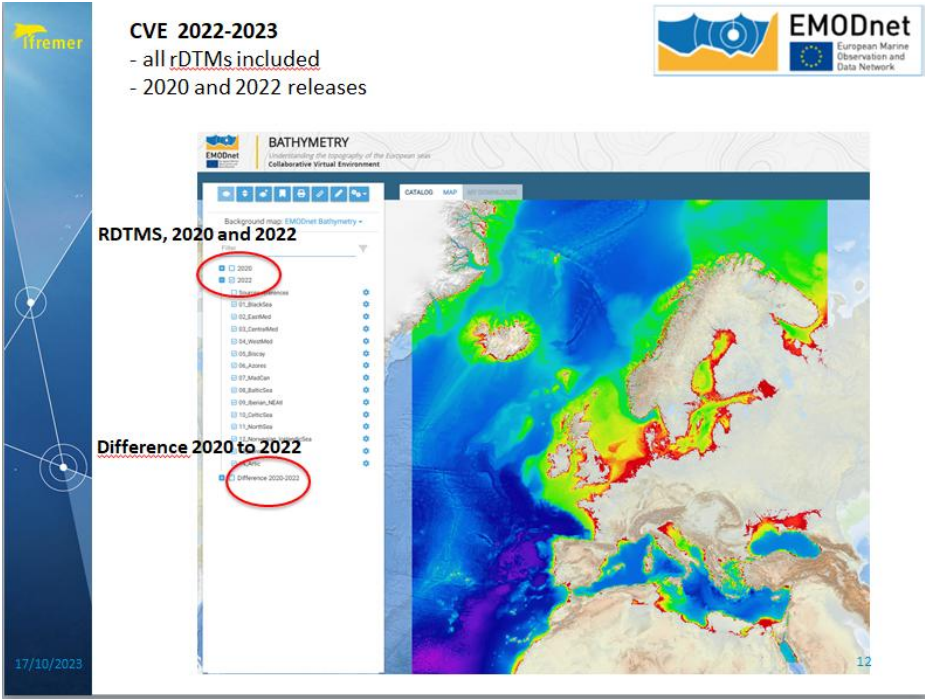 ifremer
CVE 2022-2023
- all rDTMs included
- 2020 and 2022 releases
EMODnet
European Marine
Observation and
Data Network
EMODnet
BATHYMETRY
Understanding the topography of the European seas
Collaborative Virtual Environment
CATALOG MAP MY DOWNLOADS
Background map: EMODnet Bathymetry
RDTMS, 2020 and 2022
Filter
2020
2022
01_BlackSea
02_EastMed
03_CentralMed
04_WestMed
05_Biscay
06_Azores
07_MadCan
08_BalticSea
09_Iberian_NEAtl
10_CelticSea
11_NorthSea
Difference 2020 to 2022
Difference 2020-2022
17/10/2023
12